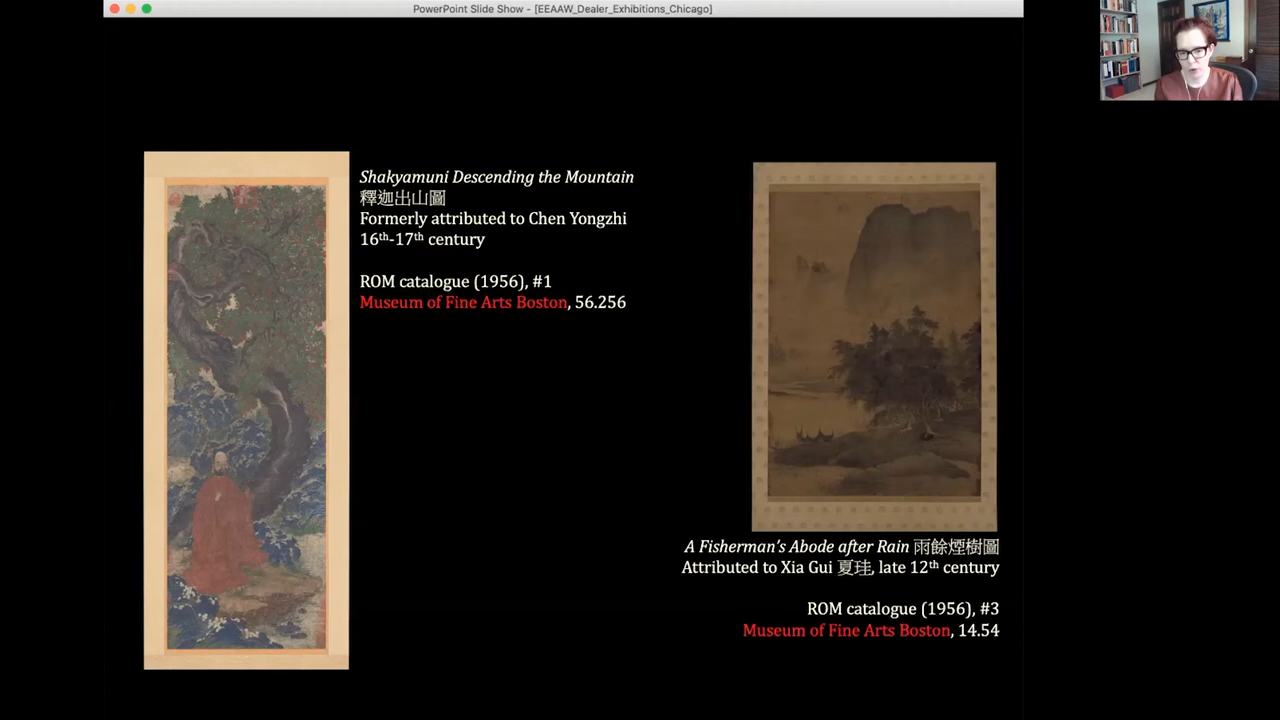 PowerPoint Slide Show - [EEAAW_Dealer_Exhibitions_Chicago]
Shakyamuni Descending the Mountain
釋迦出山圖
Formerly attributed to Chen Yongzhi
16th-17th century
ROM catalogue (1956), #1
Museum of Fine Arts Boston, 56.256
A Fisherman's Abode after Rain 雨餘煙樹圖
Attributed to Xia Gui 夏珪, late 12th century
ROM catalogue (1956), #3
Museum of Fine Arts Boston, 14.54